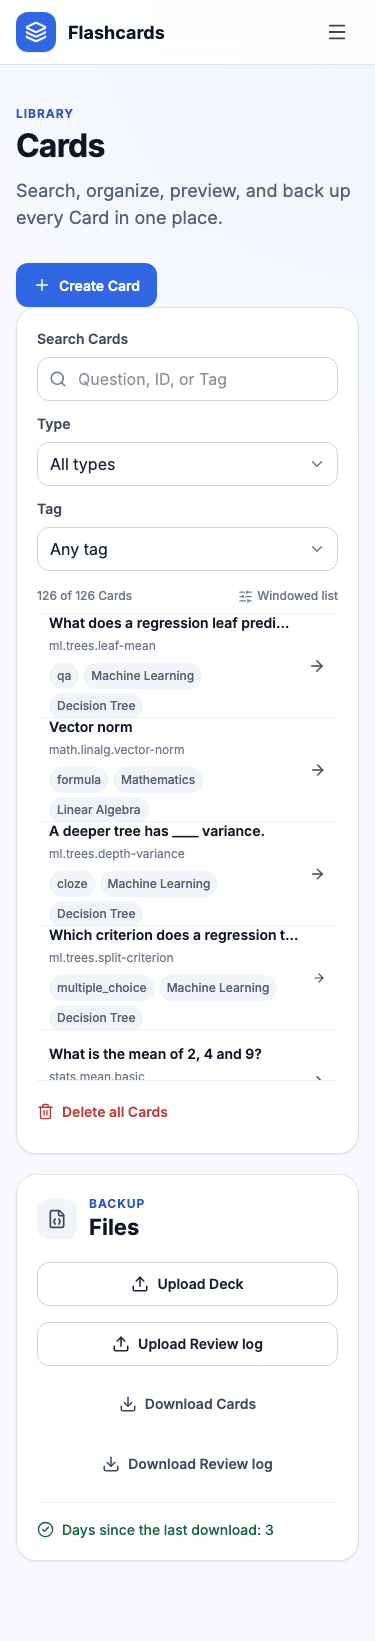 Flashcards
LIBRARY
Cards
Search, organize, preview, and back up
every Card in one place.
Create Card
Search Cards
Question, ID, or Tag
Type
All types
Tag
Any tag
126 of 126 Cards Windowed list
What does a regression leaf predi...
ml.trees.leaf-mean
qa Machine Learning
Decision Tree
Vector norm
math.linalg.vector-norm
formula Mathematics
Linear Algebra
A deeper tree has ____ variance.
ml.trees.depth-variance
cloze Machine Learning
Decision Tree
Which criterion does a regression t...
ml.trees.split-criterion
multiple_choice Machine Learning
Decision Tree
What is the mean of 2, 4 and 9?
stats.mean.basic
Delete all Cards
BACKUP
Files
Upload Deck
Upload Review log
Download Cards
Download Review log
Days since the last download: 3